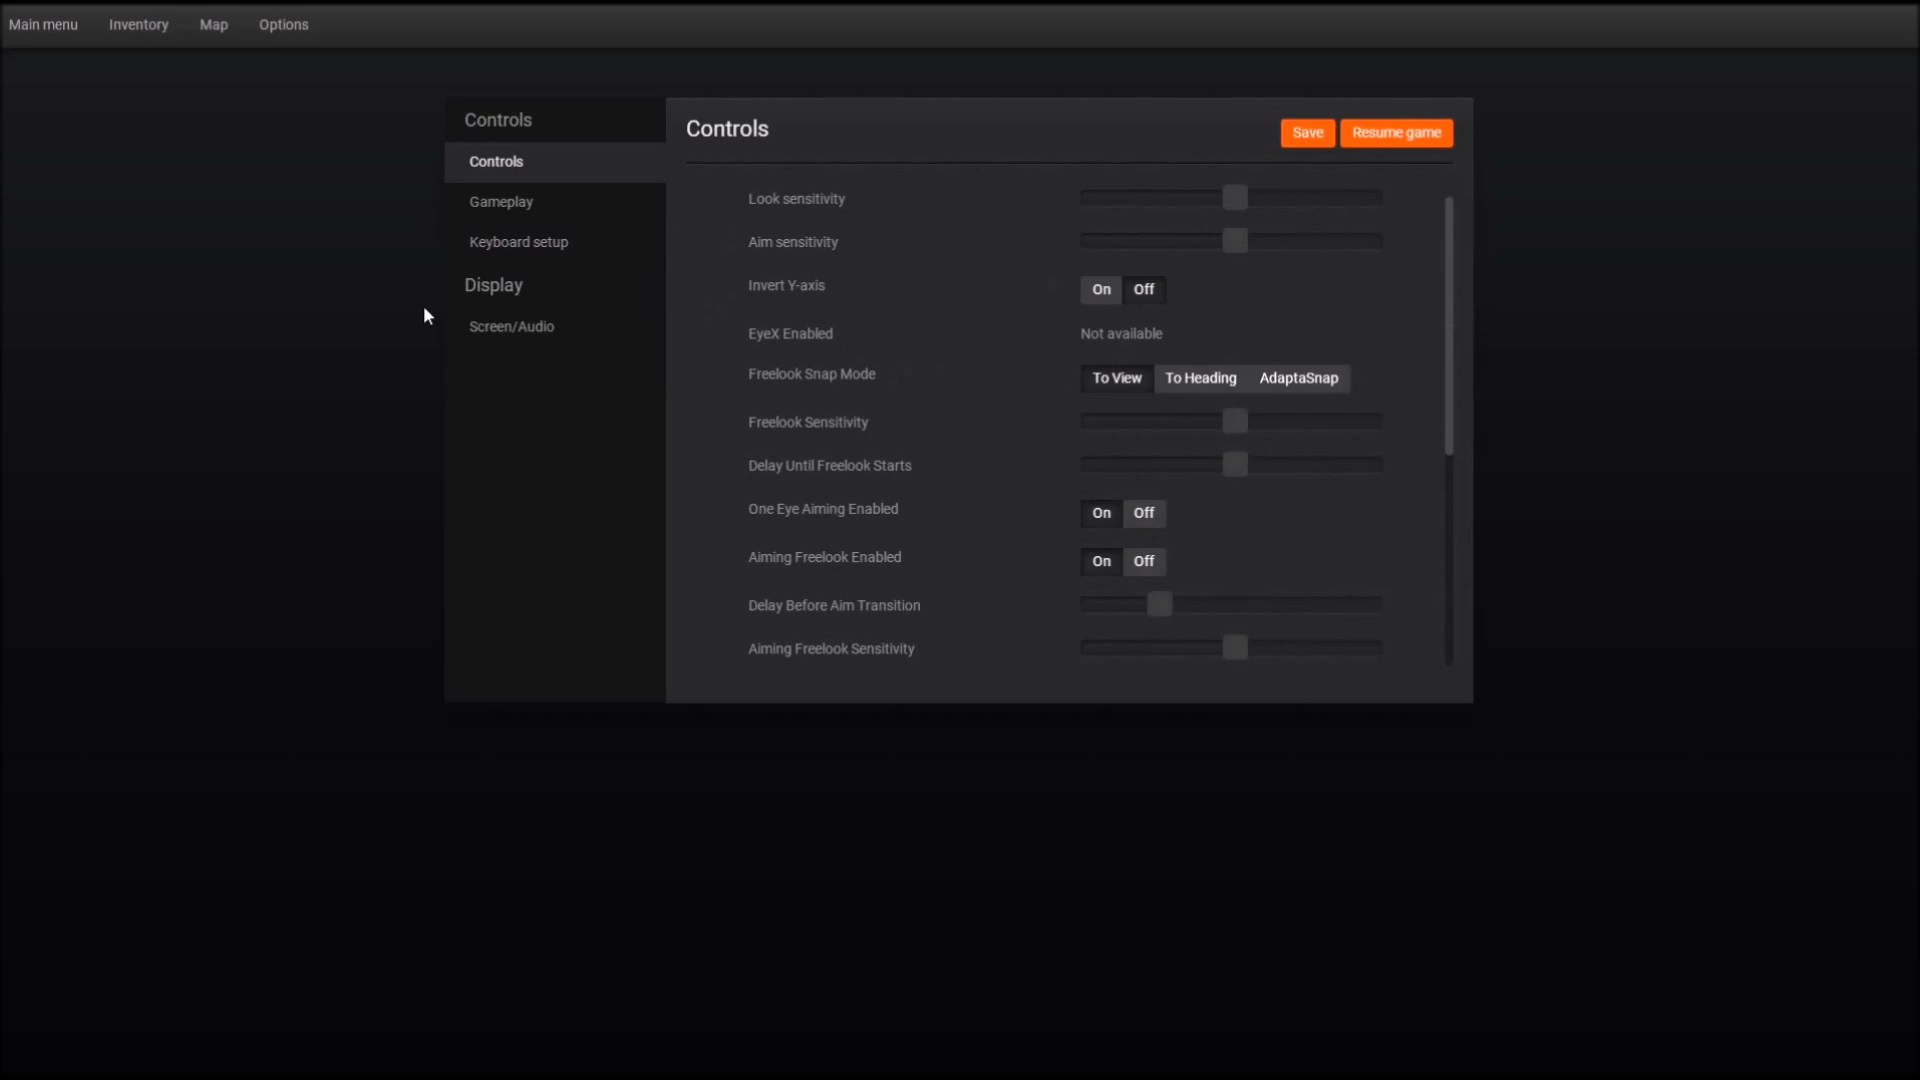 Main menu Inventory Map Options
Controls
Controls
Gameplay
Keyboard setup
Display
Screen/Audio
Controls Save Resume game
Look sensitivity
Aim sensitivity
Invert Y-axis On Off
EyeX Enabled Not available
Freelook Snap Mode To View To Heading AdaptaSnap
Freelook Sensitivity
Delay Until Freelook Starts
One Eye Aiming Enabled On Off
Aiming Freelook Enabled On Off
Delay Before Aim Transition
Aiming Freelook Sensitivity